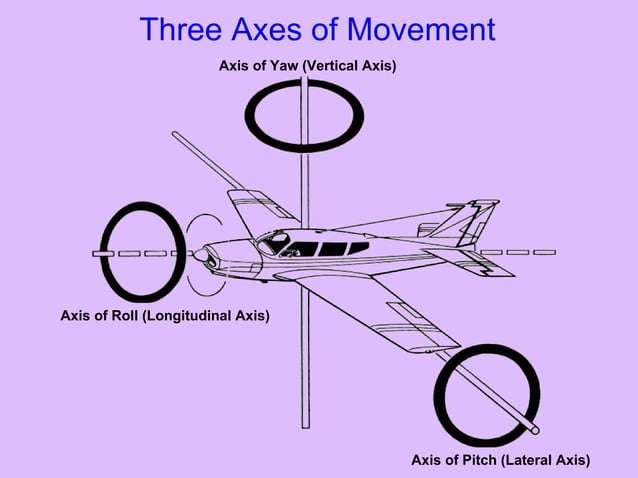 Three Axes of Movement
Axis of Yaw (Vertical Axis)
Axis of Roll (Longitudinal Axis)
Axis of Pitch (Lateral Axis)